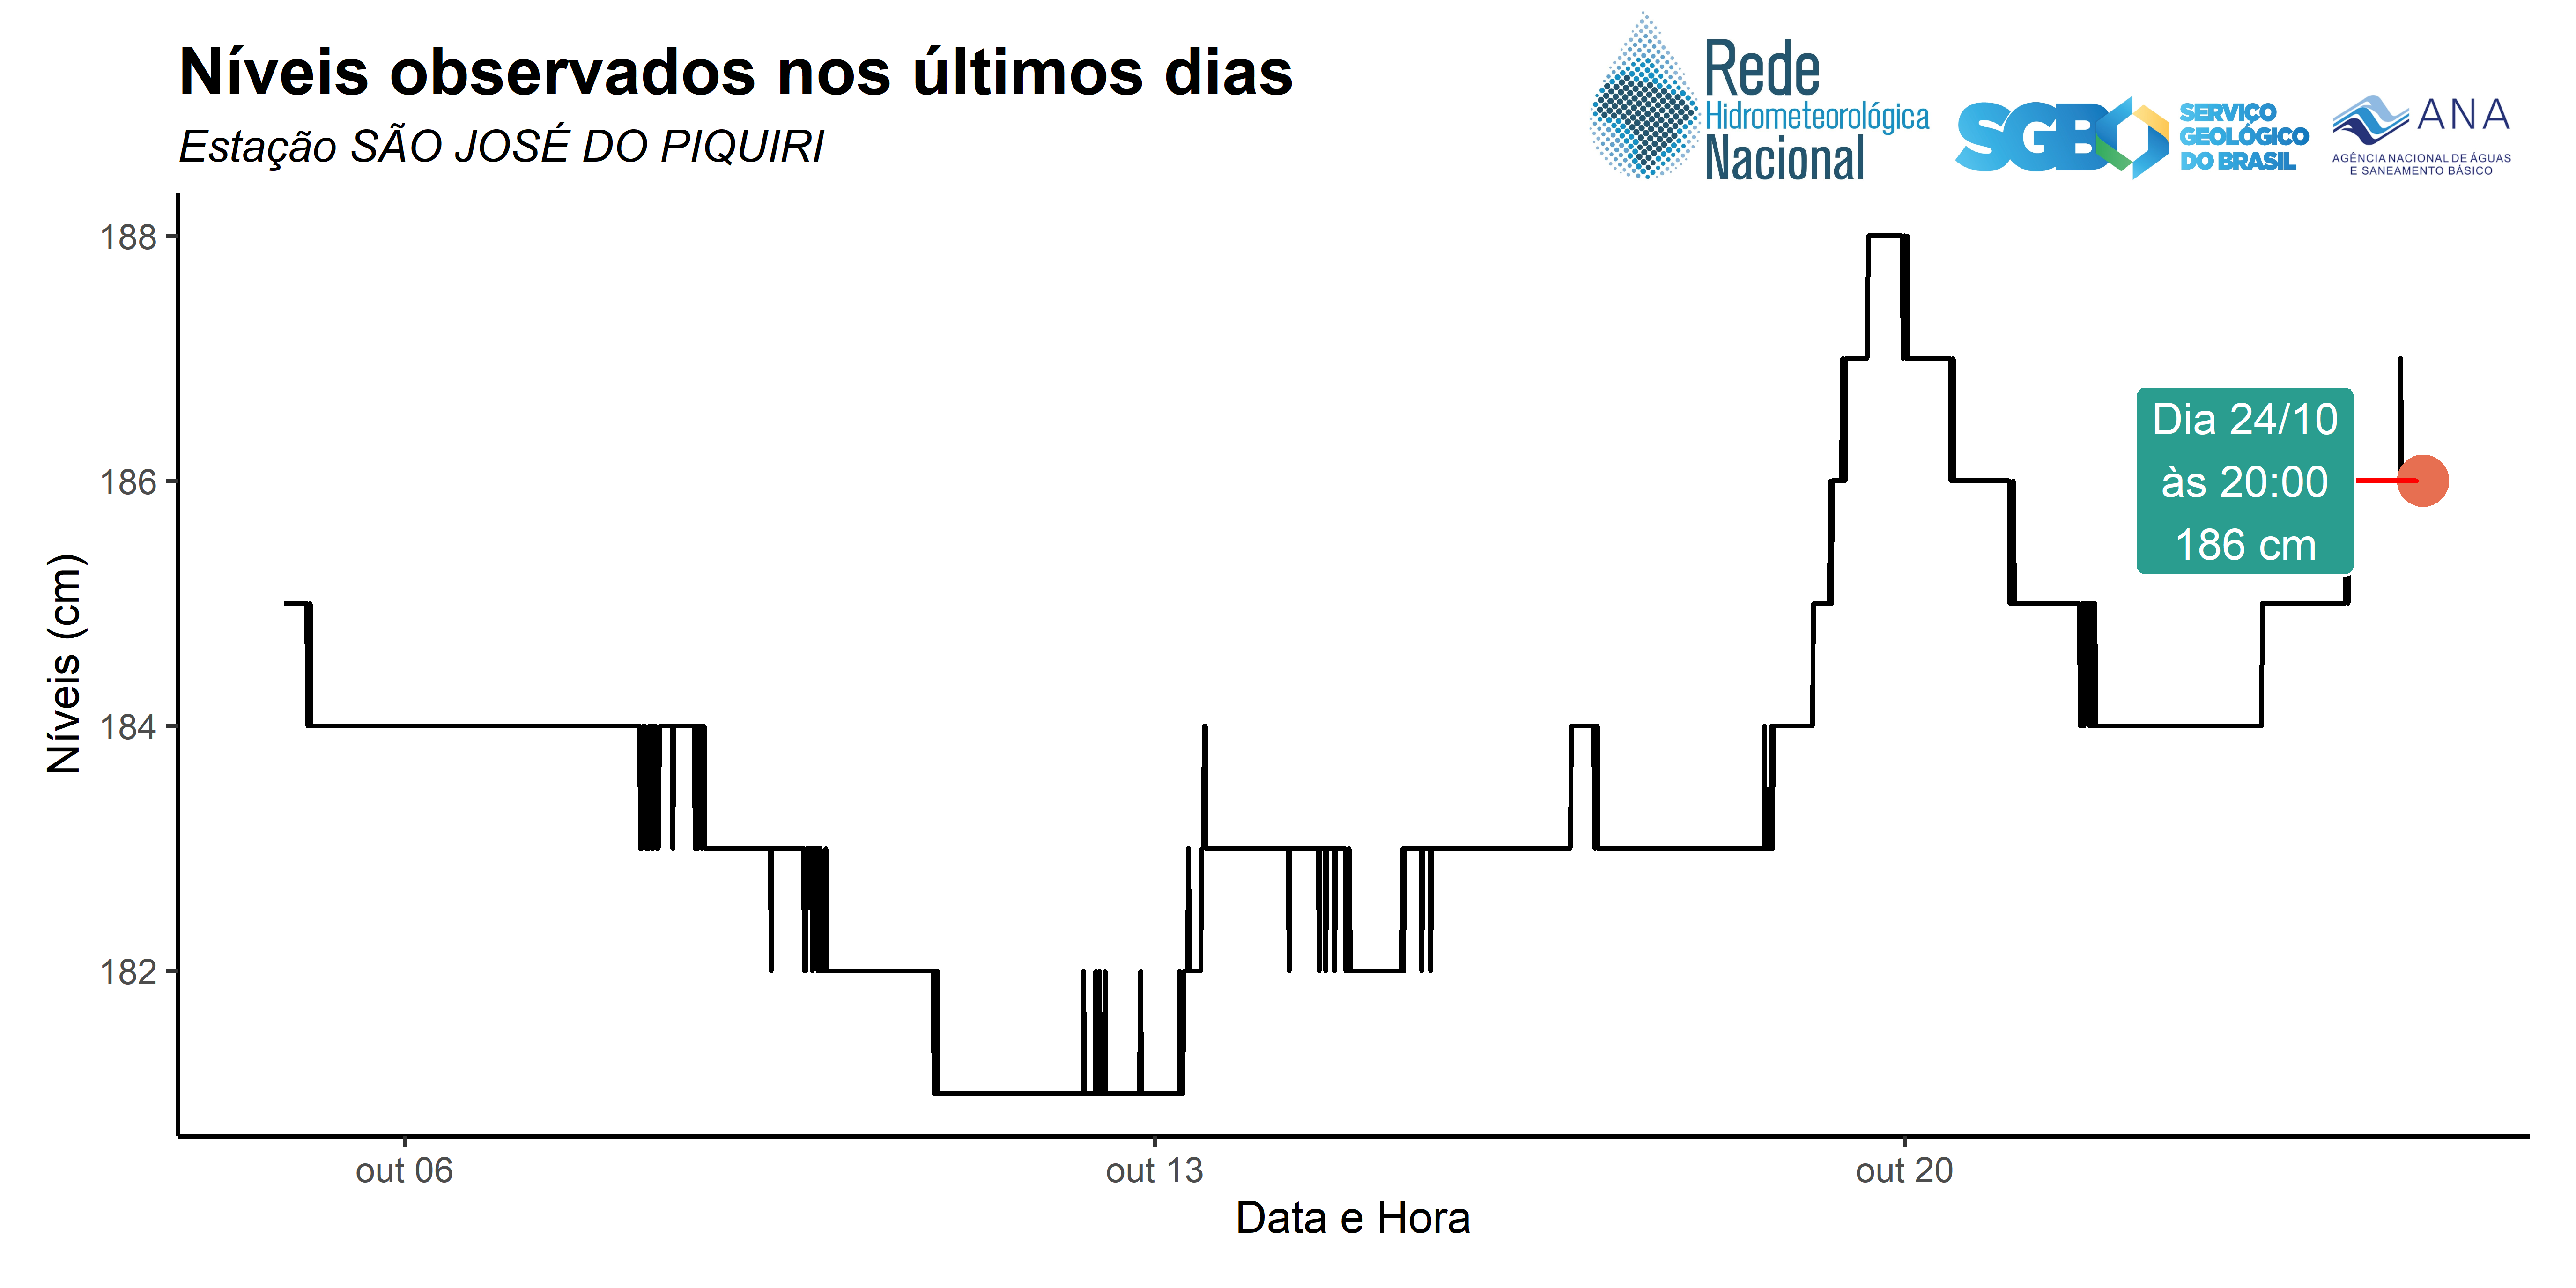 Níveis observados nos últimos dias
Estação SÃO JOSÉ DO PIQUIRI
Rede
Hidrometeorológica
Nacional
SGB
SERVIÇO
GEOLÓGICO
DO BRASIL
ANA
AGÊNCIA NACIONAL DE ÁGUAS
E SANEAMENTO BÁSICO
Níveis (cm)
188
186
184
182
Dia 24/10
às 20:00
186 cm
out 06
out 13
out 20
Data e Hora